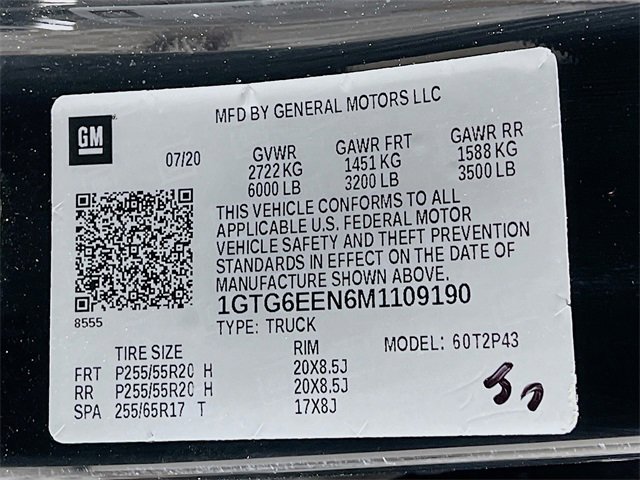 MFD BY GENERAL MOTORS LLC
GM
07/20 GVWR GAWR FRT GAWR RR
2722 KG 1451 KG 1588 KG
6000 LB 3200 LB 3500 LB
THIS VEHICLE CONFORMS TO ALL
APPLICABLE U.S. FEDERAL MOTOR
VEHICLE SAFETY AND THEFT PREVENTION
STANDARDS IN EFFECT ON THE DATE OF
MANUFACTURE SHOWN ABOVE.
1GTG6EEN6M1109190
8555
TYPE: TRUCK MODEL: 60T2P43
TIRE SIZE RIM
FRT P255/55R20 H 20X8.5J
RR P255/55R20 H 20X8.5J
SPA 255/65R17 T 17X8J